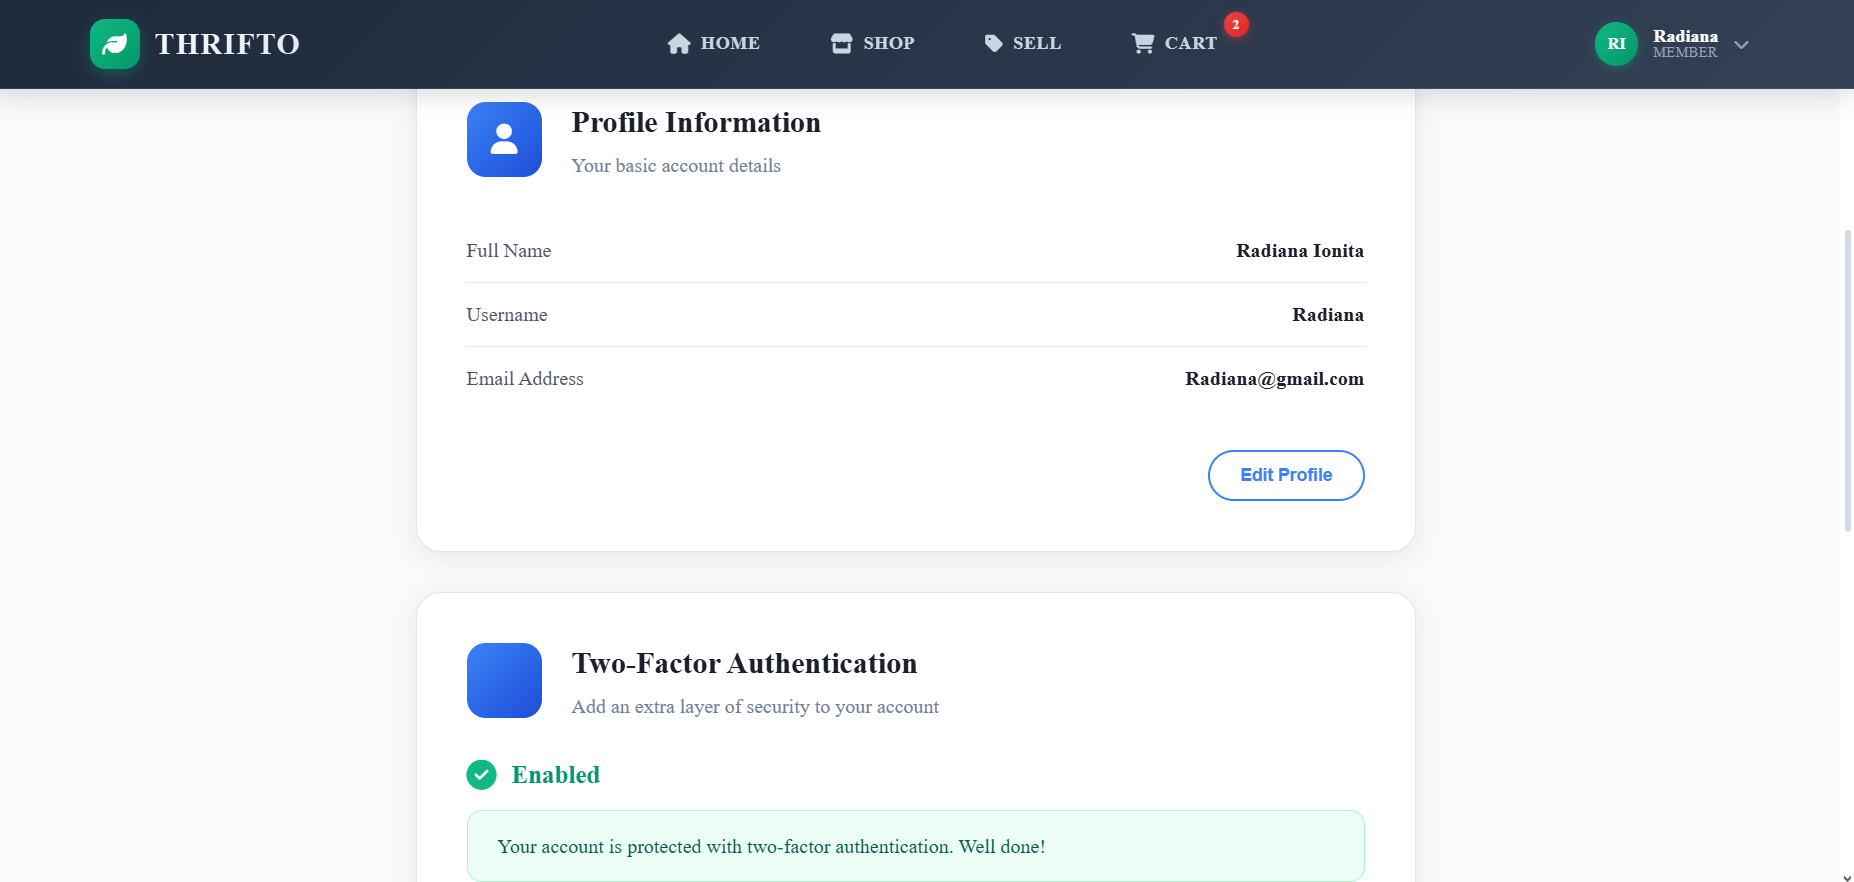 THRIFTO
HOME
SHOP
SELL
CART
2
RI
Radiana
MEMBER
Profile Information
Your basic account details
Full Name
Radiana Ionita
Username
Radiana
Email Address
Radiana@gmail.com
Edit Profile
Two-Factor Authentication
Add an extra layer of security to your account
Enabled
Your account is protected with two-factor authentication. Well done!